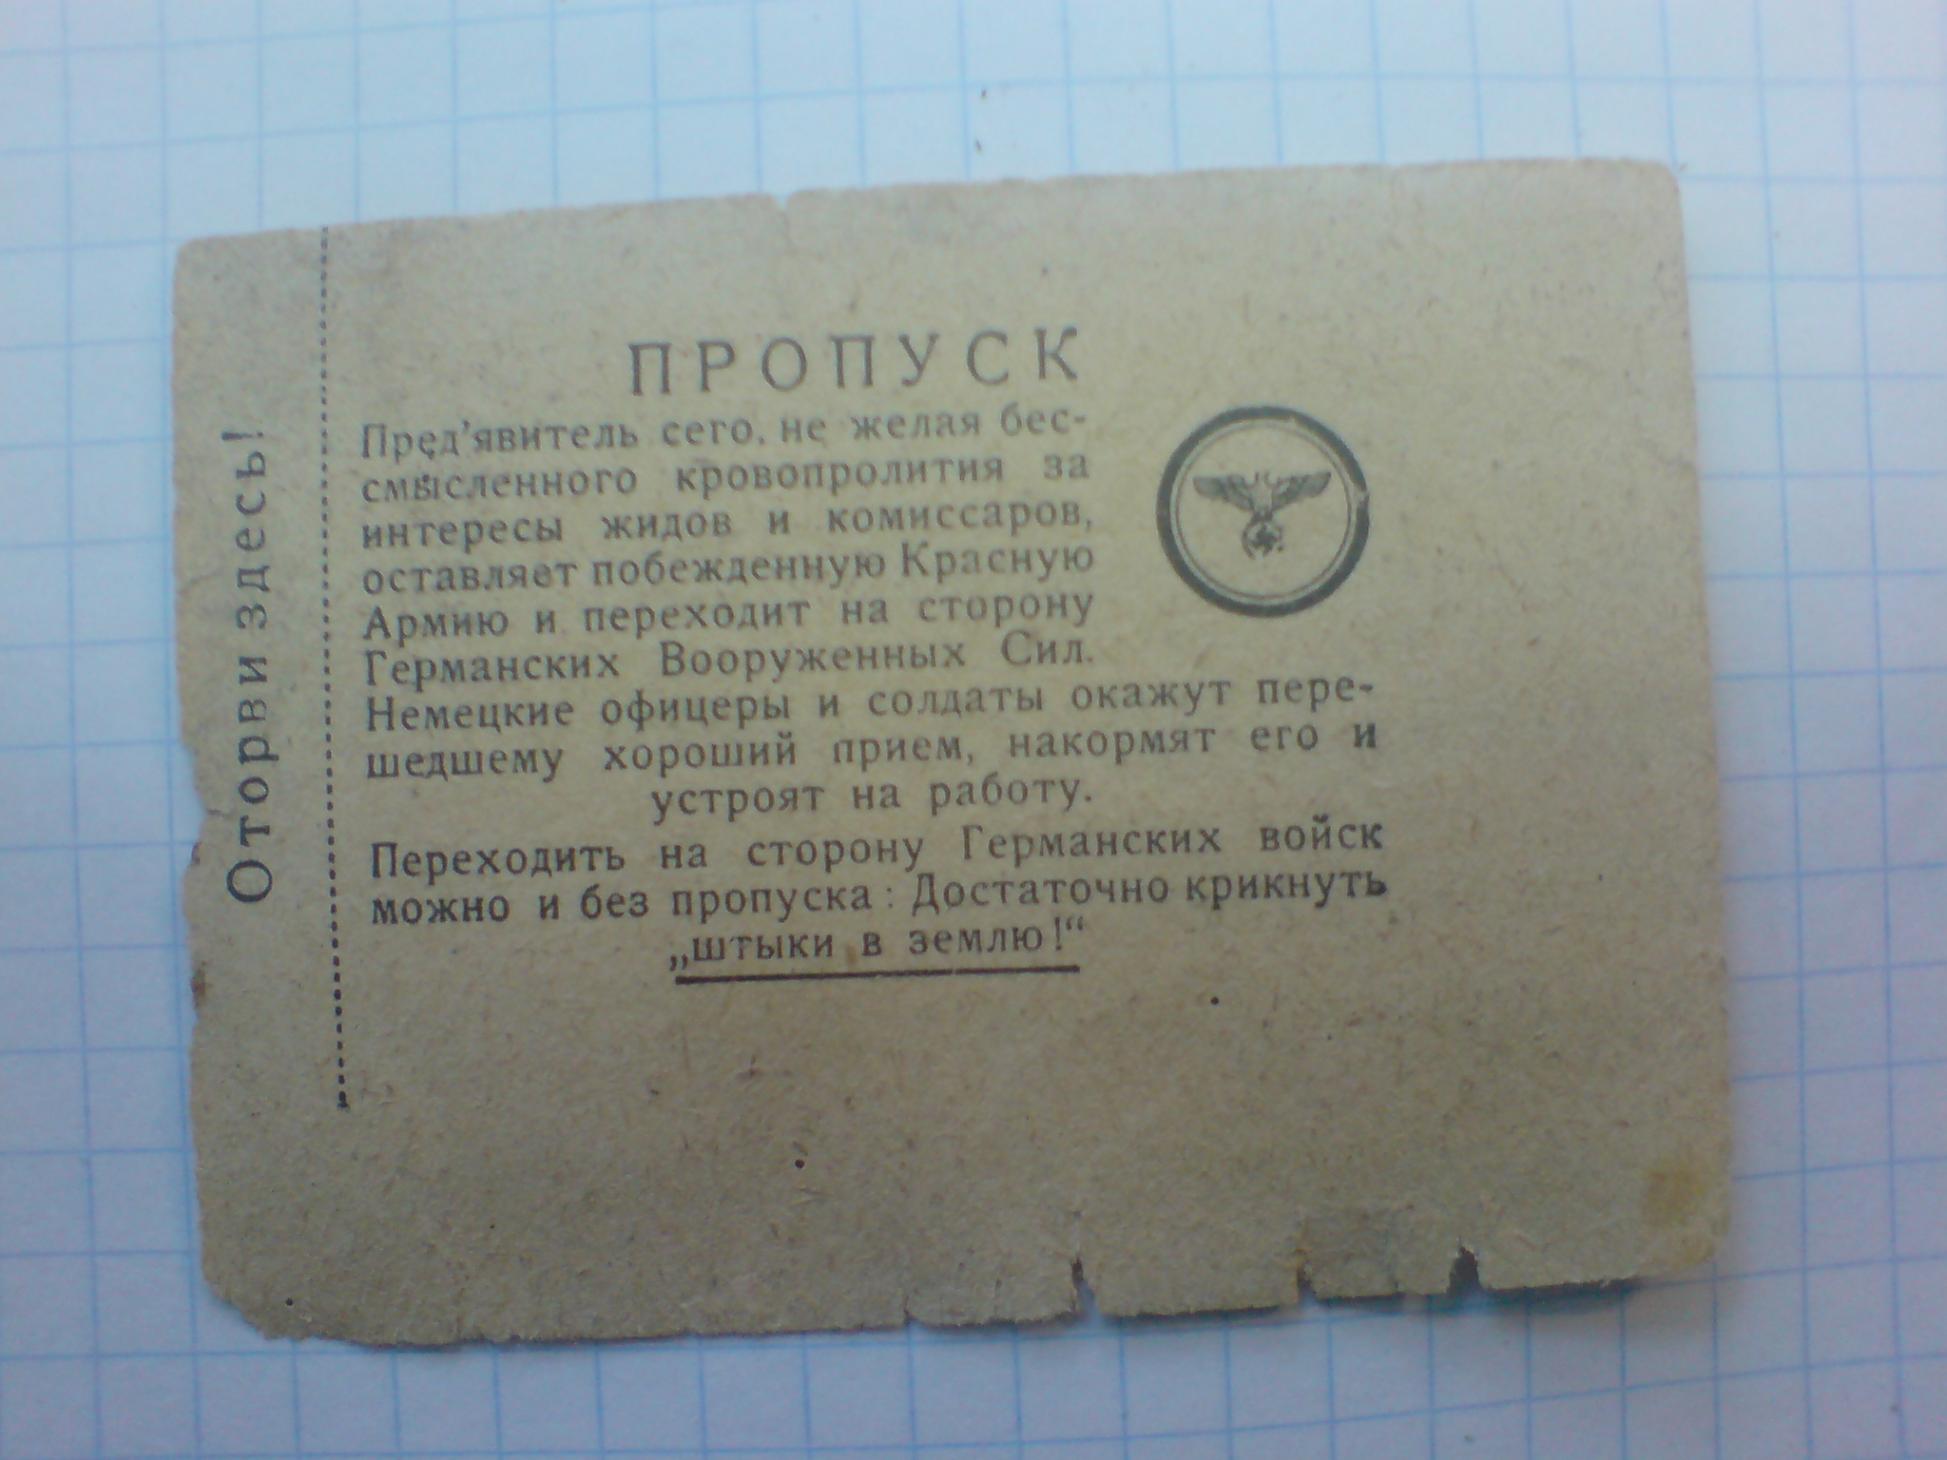 Оторви здесь!
ПРОПУСК
Пред'явитель сего, не желая бес-
смысленного кровопролития за
интересы жидов и комиссаров,
оставляет побежденную Красную
Армию и переходит на сторону
Германских Вооруженных Сил.
Немецкие офицеры и солдаты окажут пере-
шедшему хороший прием, накормят его и
устроят на работу.
Переходить на сторону Германских войск
можно и без пропуска: Достаточно крикнуть
„штыки в землю!“